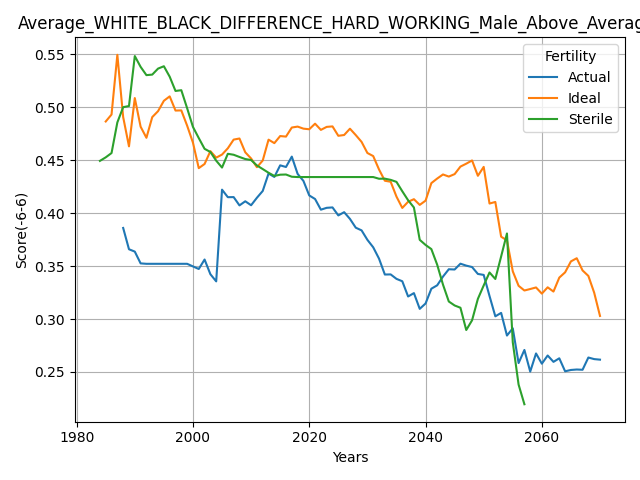 Average_WHITE_BLACK_DIFFERENCE_HARD_WORKING_Male_Above_Averag
Fertility
Actual
Ideal
Sterile
0.55
0.50
0.45
0.40
0.35
0.30
0.25
Score(-6-6)
1980 2000 2020 2040 2060
Years